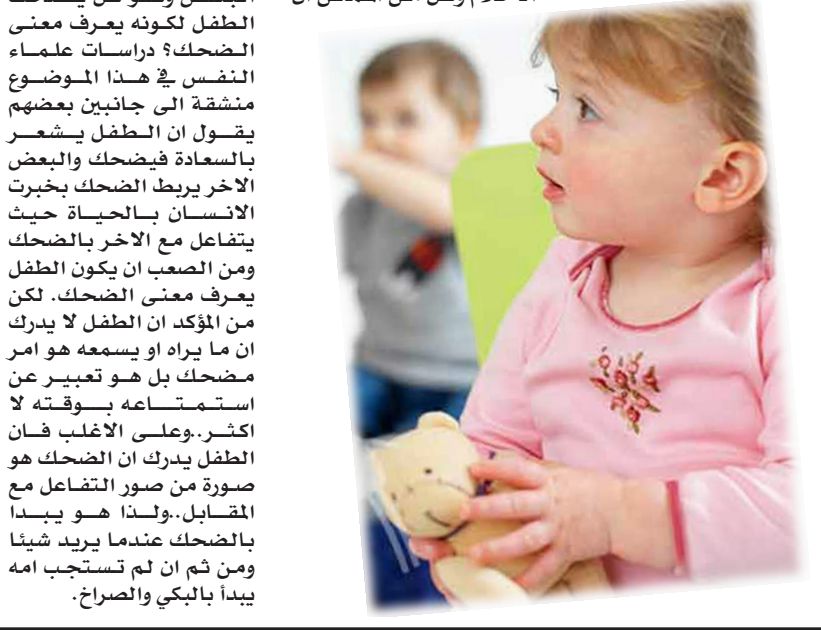 الطفل لكونه يعرف معنى
الضحك؟ دراسات علماء
النفس في هذا الموضوع
منشقة الى جانبين بعضهم
يقول ان الطفل يشعر
بالسعادة فيضحك والبعض
الاخر يربط الضحك بخبرت
الانسان بالحياة حيث
يتفاعل مع الاخر بالضحك
ومن الصعب ان يكون الطفل
يعرف معنى الضحك. لكن
من المؤكد ان الطفل لا يدرك
ان ما يراه او يسمعه هو امر
مضحك بل هو تعبير عن
استمتاعه بوقته لا
اكثر..وعلى الاغلب فان
الطفل يدرك ان الضحك هو
صورة من صور التفاعل مع
المقابل..ولذا هو يبدا
بالضحك عندما يريد شيئا
ومن ثم ان لم تستجب امه
يبدأ بالبكي والصراخ.